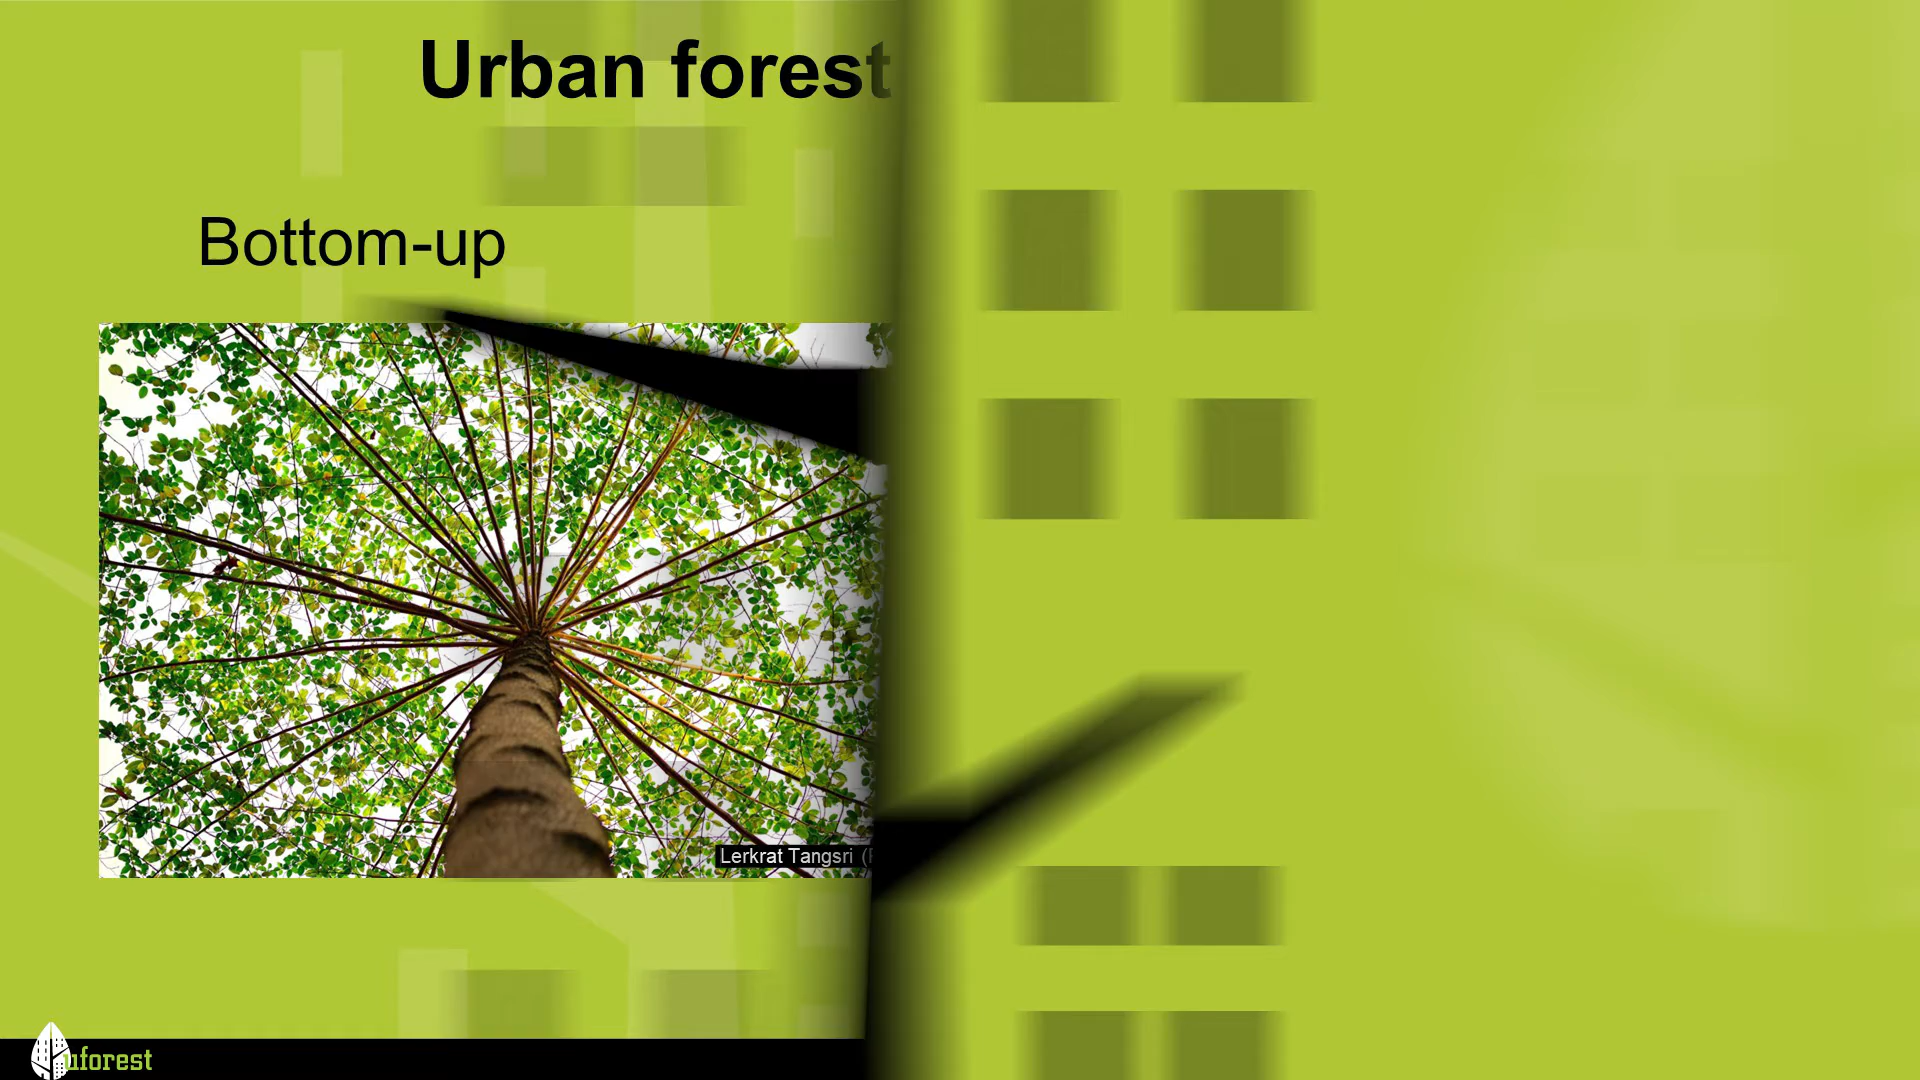 Urban forest
Bottom-up
Lerkrat Tangsri (
uforest